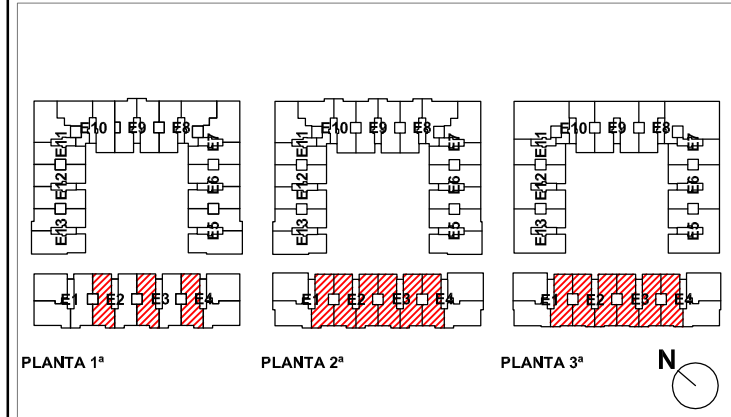 E10 E9 E8
E11 E7
E12 E6
E13 E5
E1 E2 E3 E4
PLANTA 1ª
E10 E9 E8
E11 E7
E12 E6
E13 E5
E1 E2 E3 E4
PLANTA 2ª
E10 E9 E8
E11 E7
E12 E6
E13 E5
E1 E2 E3 E4
PLANTA 3ª
N